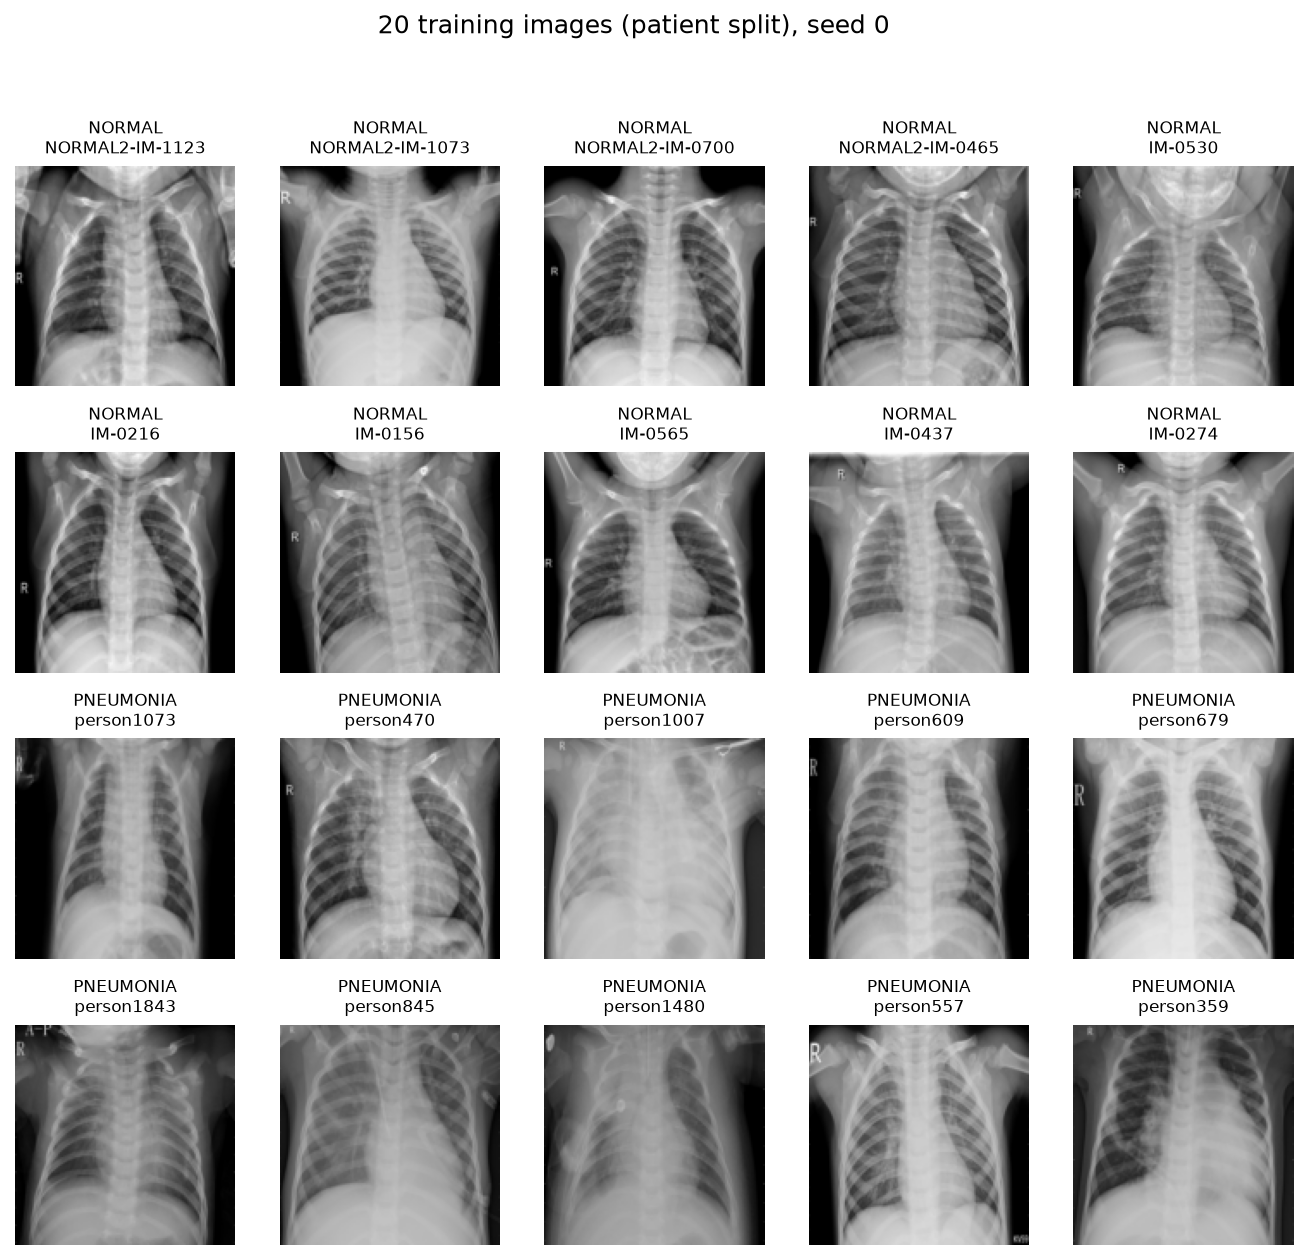 20 training images (patient split), seed 0
NORMAL
NORMAL2-IM-1123
NORMAL
NORMAL2-IM-1073
NORMAL
NORMAL2-IM-0700
NORMAL
NORMAL2-IM-0465
NORMAL
IM-0530
R
R
R
R
R
NORMAL
IM-0216
NORMAL
IM-0156
NORMAL
IM-0565
NORMAL
IM-0437
NORMAL
IM-0274
R
R
R
R
R
PNEUMONIA
person1073
PNEUMONIA
person470
PNEUMONIA
person1007
PNEUMONIA
person609
PNEUMONIA
person679
R
R
R
R
R
PNEUMONIA
person1843
PNEUMONIA
person845
PNEUMONIA
person1480
PNEUMONIA
person557
PNEUMONIA
person359
A-P
R
R
R